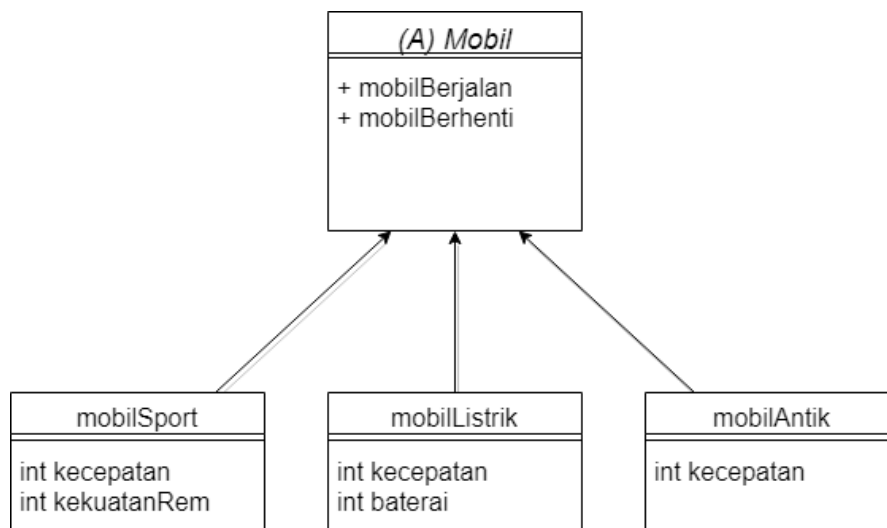 (A) Mobil
+ mobilBerjalan
+ mobilBerhenti
mobilSport
int kecepatan
int kekuatanRem
mobilListrik
int kecepatan
int baterai
mobilAntik
int kecepatan